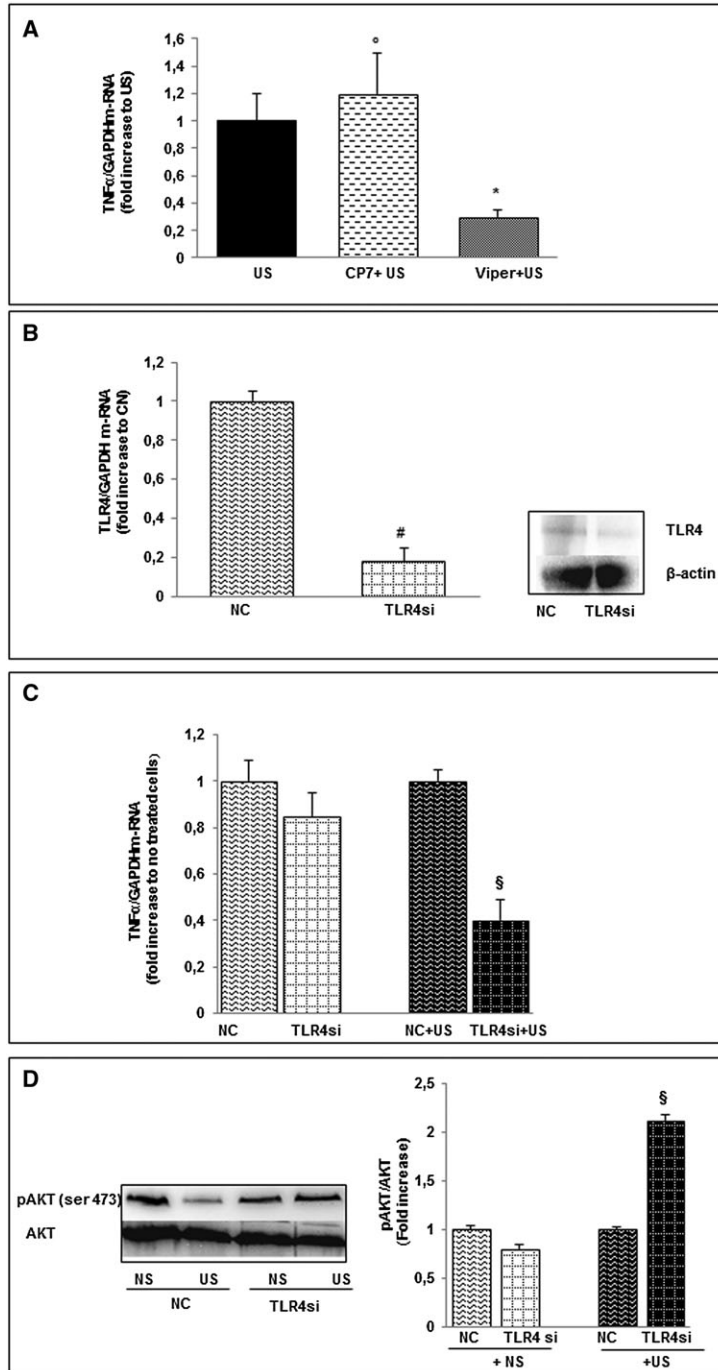 A
TNFα/GAPDHm-RNA
(fold increase to US)
1,6
1,4
1,2
1
0,8
0,6
0,4
0,2
0
°
*
US CP7+ US Viper+US
B
TLR4/GAPDH m-RNA
(fold increase to CN)
1,2
1
0,8
0,6
0,4
0,2
0
#
NC TLR4si
TLR4
β-actin
NC TLR4si
C
TNFα/GAPDHm-RNA
(fold increase to no treated cells)
1,2
1
0,8
0,6
0,4
0,2
0
§
NC TLR4si NC+US TLR4si+US
D
pAKT (ser 473)
AKT
NS US NS US
NC TLR4si
pAKT/AKT
(Fold increase)
2,5
2
1,5
1
0,5
0
§
NC TLR4 si NC TLR4si
+ NS +US